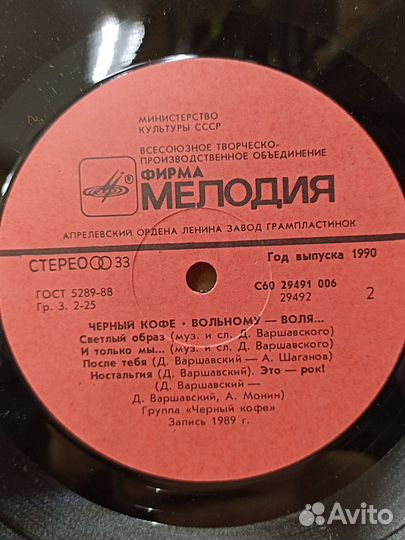 МИНИСТЕРСТВО
КУЛЬТУРЫ СССР
ВСЕСОЮЗНОЕ ТВОРЧЕСКО-
ПРОИЗВОДСТВЕННОЕ ОБЪЕДИНЕНИЕ
ФИРМА
® МЕЛОДИЯ
АПРЕЛЕВСКИЙ ОРДЕНА ЛЕНИНА ЗАВОД ГРАМПЛАСТИНОК
СТЕРЕО 33
Год выпуска 1990
ГОСТ 5289-88
Гр. 3. 2-25
С60 29491 006
29492
2
ЧЕРНЫЙ КОФЕ • ВОЛЬНОМУ — ВОЛЯ...
Светлый образ (муз. и сл. Д. Варшавского)
И только мы... (муз. и сл. Д. Варшавского)
После тебя (Д. Варшавский — А. Шаганов)
Ностальгия (Д. Варшавский). Это — рок!
(Д. Варшавский —
Д. Варшавский, А. Монин)
Группа «Черный кофе»
Запись 1989 г.
Avito